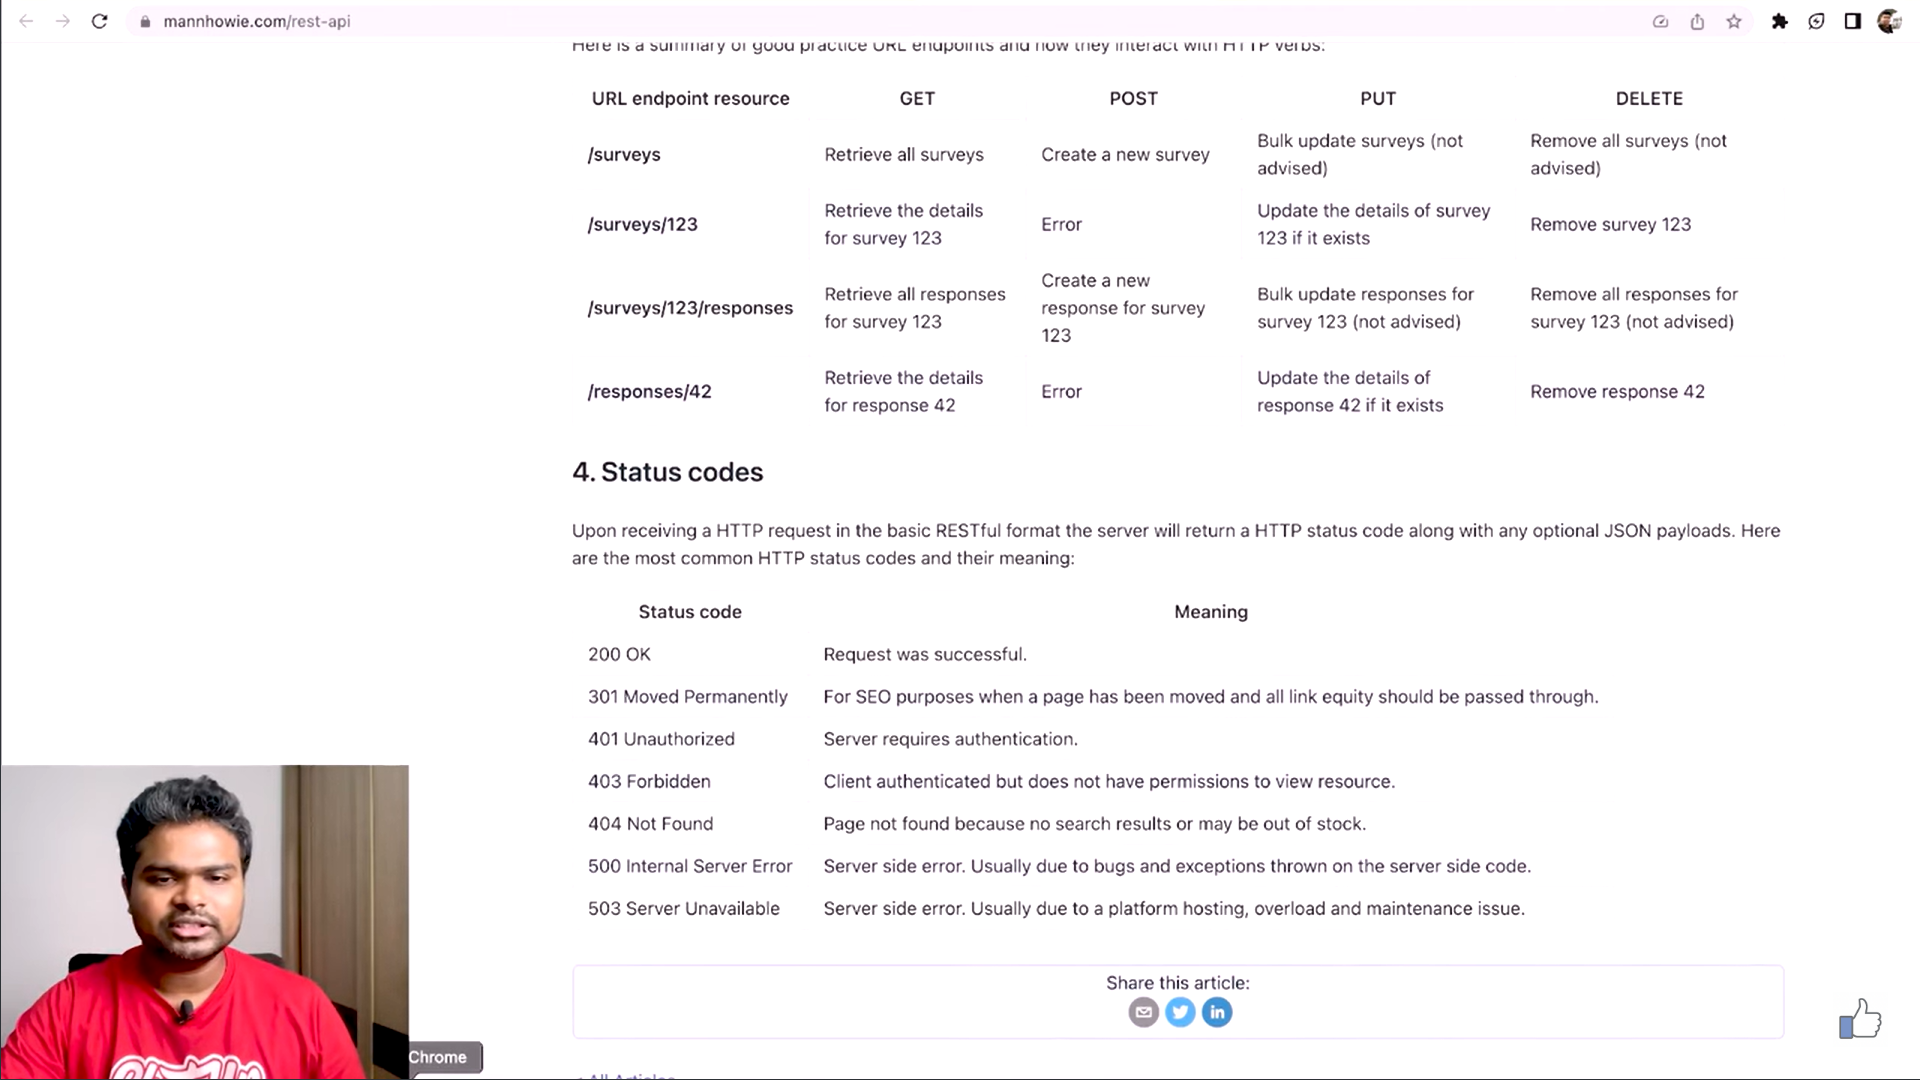 mannhowie.com/rest-api
Here is a summary of good practice URL endpoints and how they interact with HTTP verbs:
URL endpoint resource GET POST PUT DELETE
/surveys Retrieve all surveys Create a new survey Bulk update surveys (not advised) Remove all surveys (not advised)
/surveys/123 Retrieve the details for survey 123 Error Update the details of survey 123 if it exists Remove survey 123
/surveys/123/responses Retrieve all responses for survey 123 Create a new response for survey 123 Bulk update responses for survey 123 (not advised) Remove all responses for survey 123 (not advised)
/responses/42 Retrieve the details for response 42 Error Update the details of response 42 if it exists Remove response 42
4. Status codes
Upon receiving a HTTP request in the basic RESTful format the server will return a HTTP status code along with any optional JSON payloads. Here
are the most common HTTP status codes and their meaning:
Status code Meaning
200 OK Request was successful.
301 Moved Permanently For SEO purposes when a page has been moved and all link equity should be passed through.
401 Unauthorized Server requires authentication.
403 Forbidden Client authenticated but does not have permissions to view resource.
404 Not Found Page not found because no search results or may be out of stock.
500 Internal Server Error Server side error. Usually due to bugs and exceptions thrown on the server side code.
503 Server Unavailable Server side error. Usually due to a platform hosting, overload and maintenance issue.
Share this article:
in
Chrome
All Articles